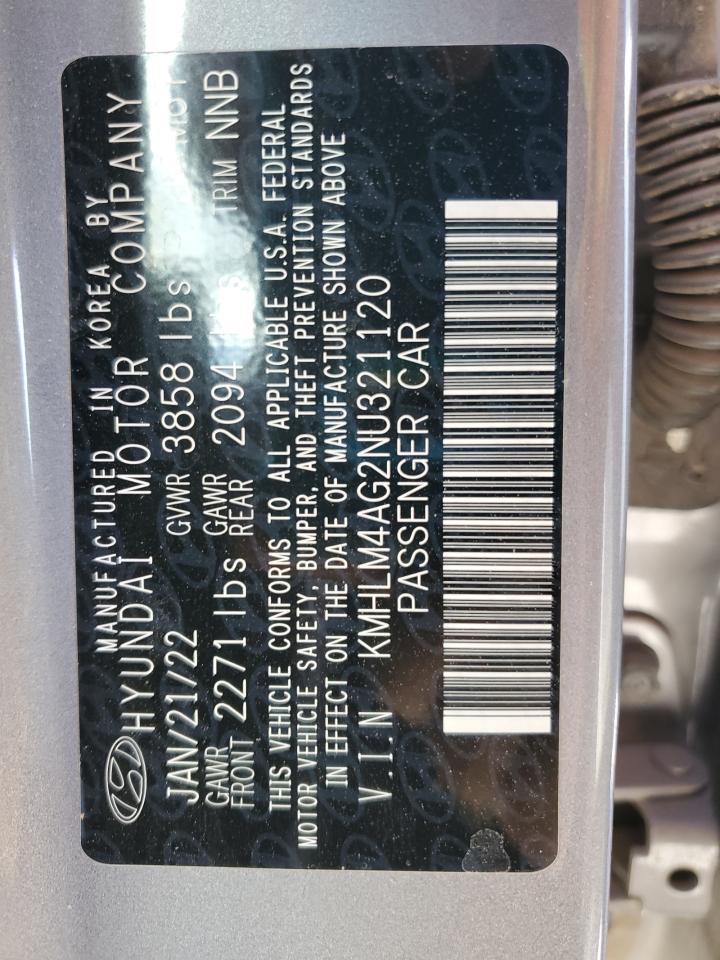 MANUFACTURED IN KOREA BY
HYUNDAI MOTOR COMPANY
JAN/21/22 GVWR 3858 lbs
GAWR FRONT 2271 lbs GAWR REAR 2094 lbs TRIM NNB
THIS VEHICLE CONFORMS TO ALL APPLICABLE U.S.A. FEDERAL
MOTOR VEHICLE SAFETY, BUMPER, AND THEFT PREVENTION STANDARDS
IN EFFECT ON THE DATE OF MANUFACTURE SHOWN ABOVE
V.I.N KMHLM4AG2NU321120
PASSENGER CAR